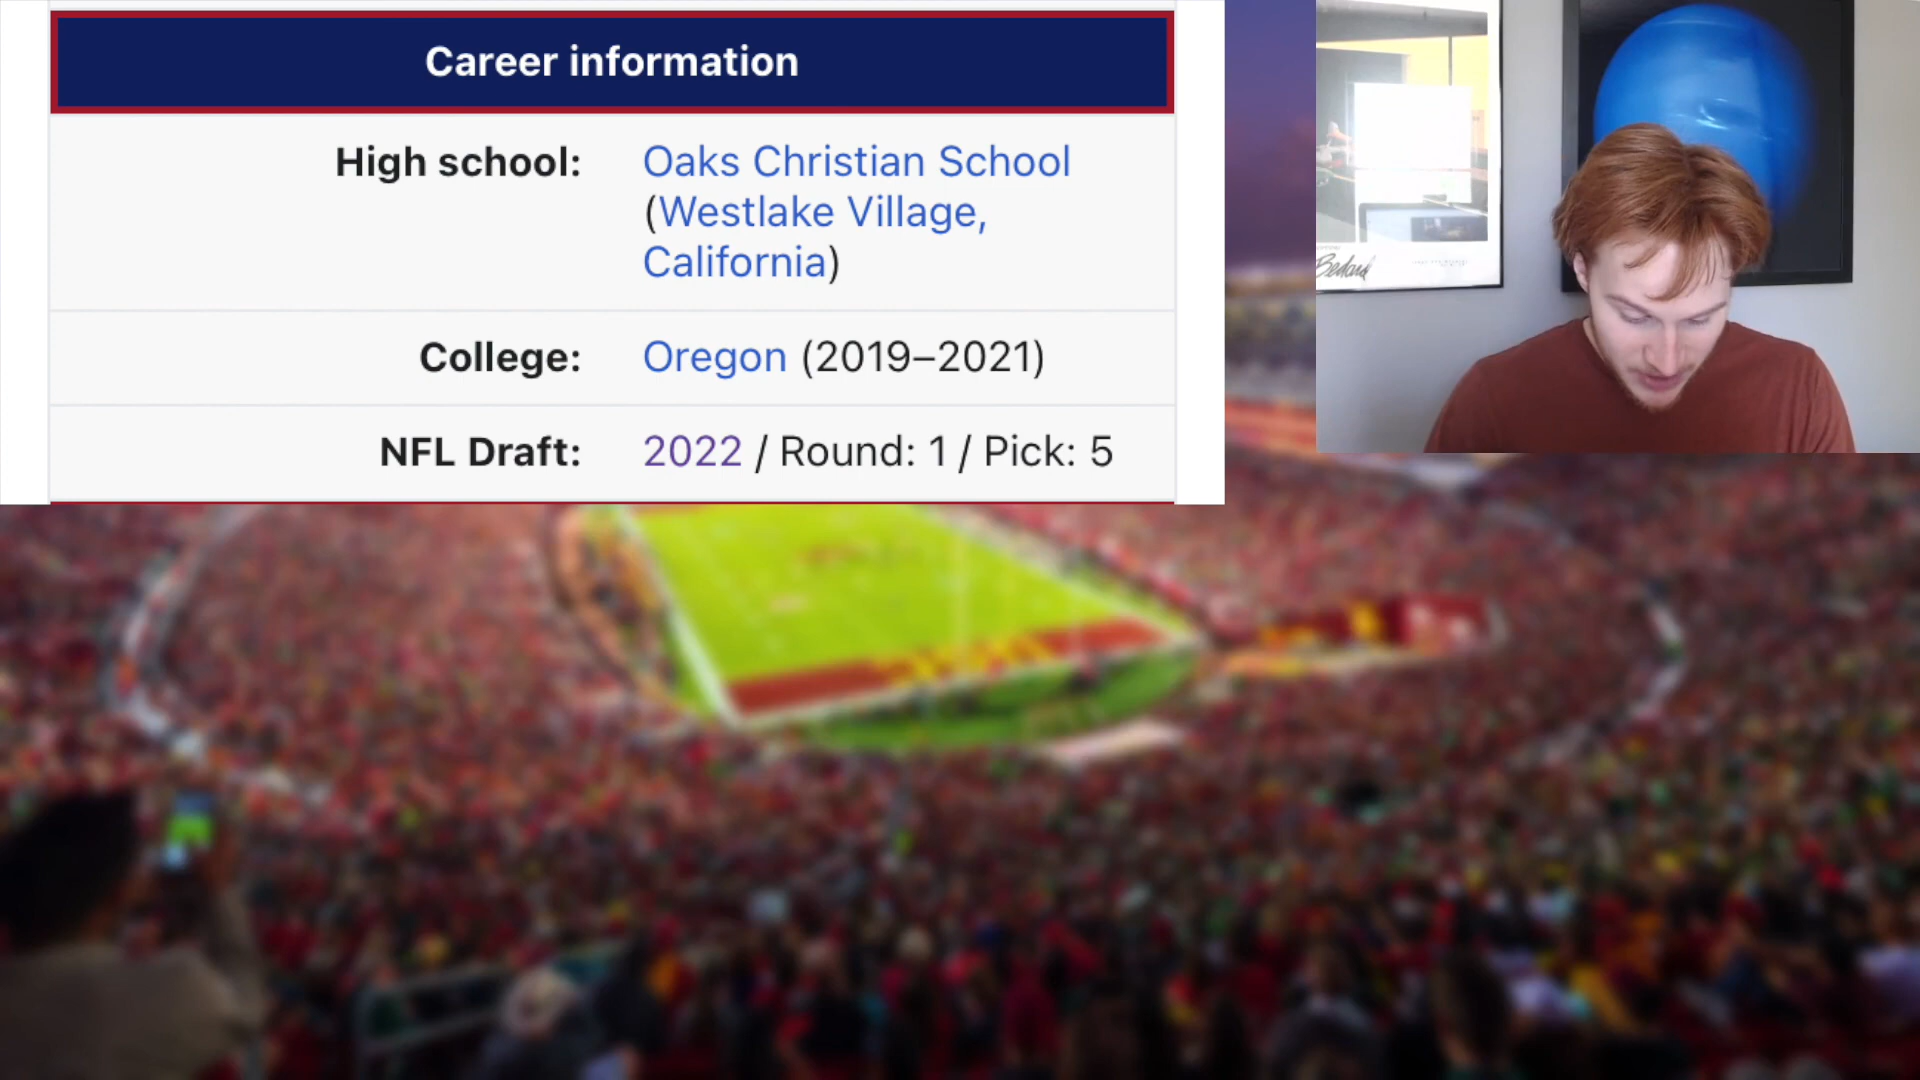 Career information
High school: Oaks Christian School
(Westlake Village,
California)
College: Oregon (2019–2021)
NFL Draft: 2022 / Round: 1 / Pick: 5
Bedard